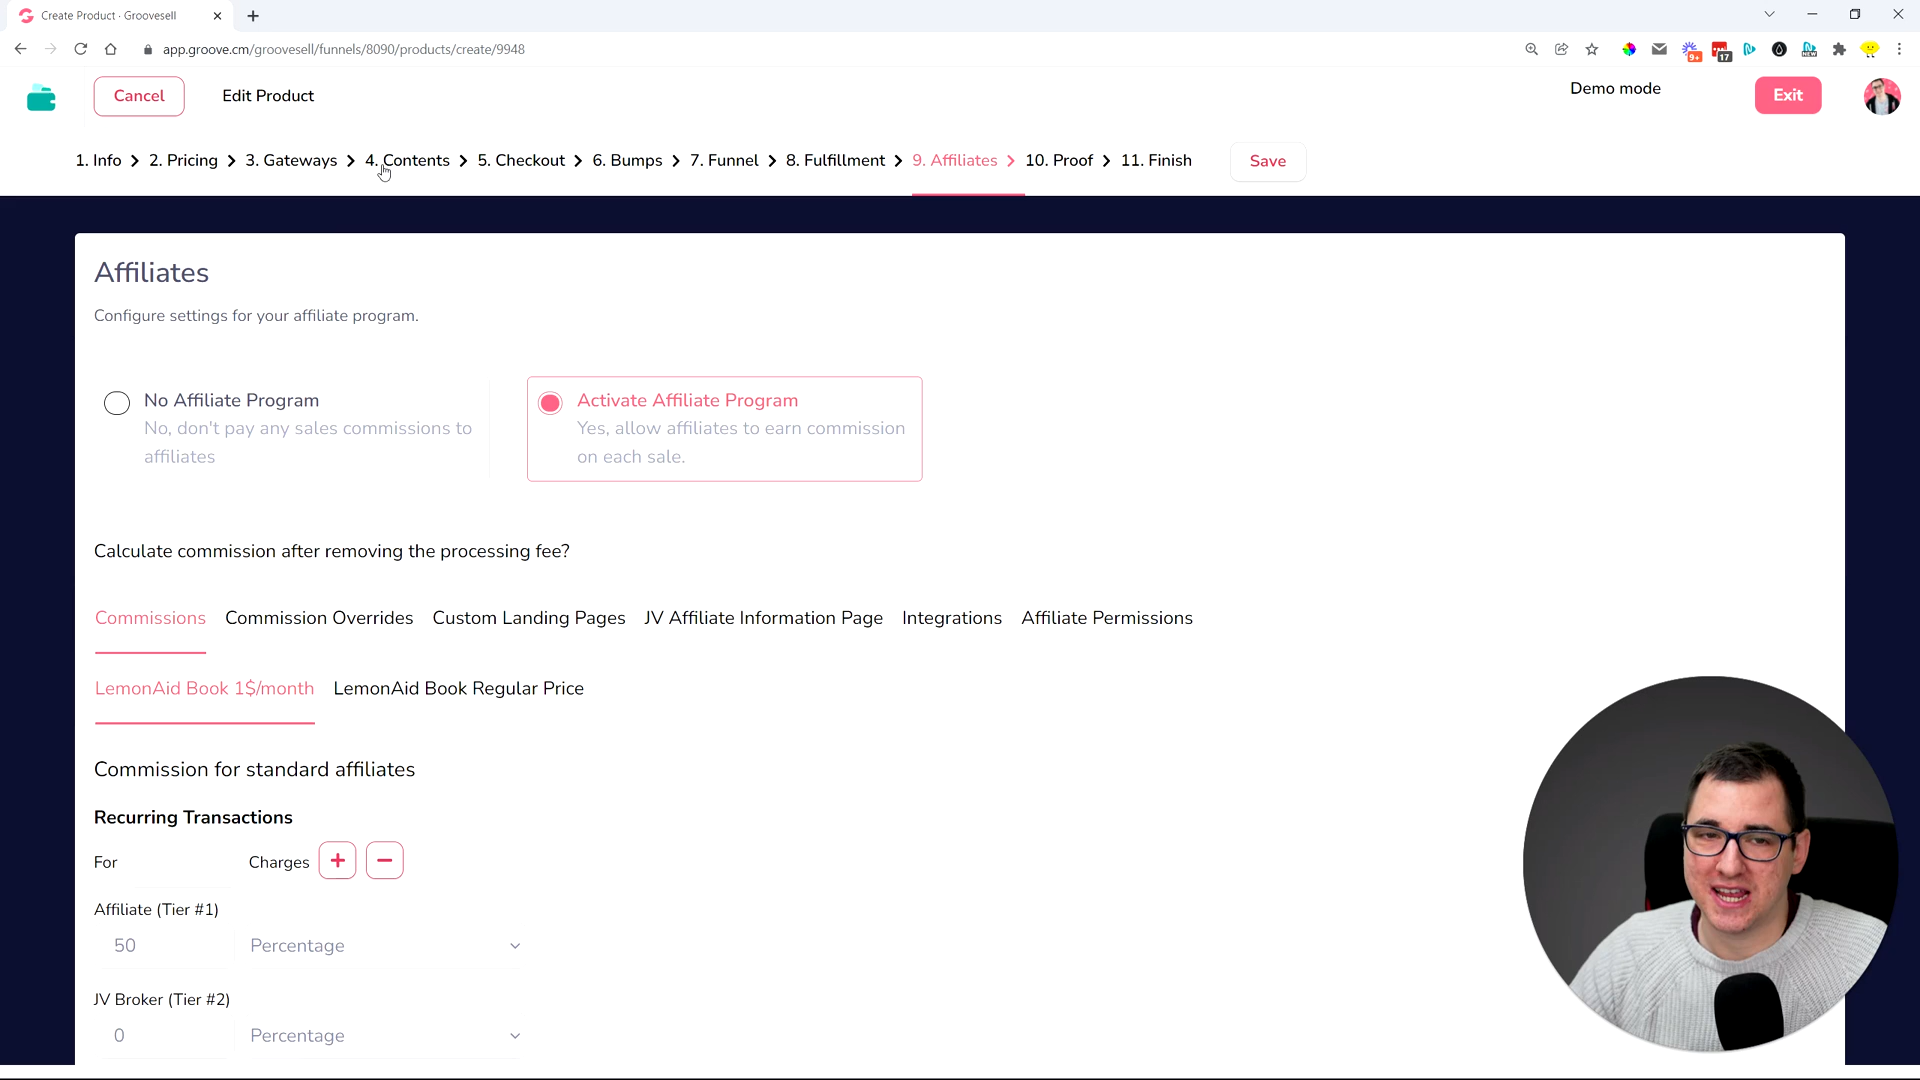 Create Product · Groovesell
app.groove.cm/groovesell/funnels/8090/products/create/9948
9+
17
NEW
Cancel
Edit Product
Demo mode
Exit
1. Info
2. Pricing
3. Gateways
4. Contents
5. Checkout
6. Bumps
7. Funnel
8. Fulfillment
9. Affiliates
10. Proof
11. Finish
Save
Affiliates
Configure settings for your affiliate program.
No Affiliate Program
No, don't pay any sales commissions to
affiliates
Activate Affiliate Program
Yes, allow affiliates to earn commission
on each sale.
Calculate commission after removing the processing fee?
Commissions
Commission Overrides
Custom Landing Pages
JV Affiliate Information Page
Integrations
Affiliate Permissions
LemonAid Book 1$/month
LemonAid Book Regular Price
Commission for standard affiliates
Recurring Transactions
For
Charges
+
−
Affiliate (Tier #1)
50
Percentage
JV Broker (Tier #2)
0
Percentage